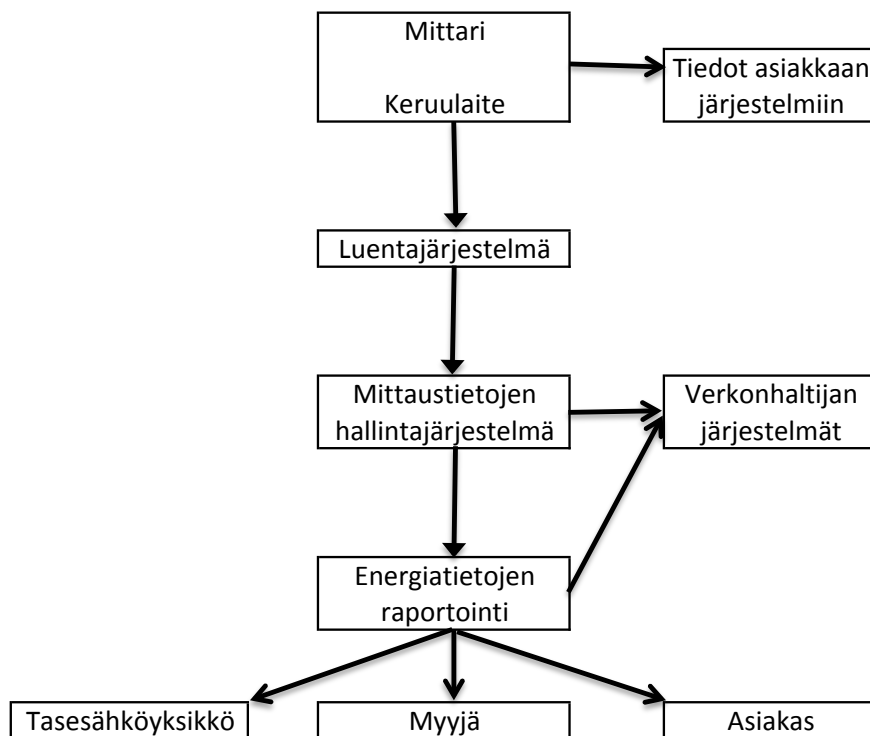 Mittari
Keruulaite
Tiedot asiakkaan
järjestelmiin
Luentajärjestelmä
Mittaustietojen
hallintajärjestelmä
Verkonhaltijan
järjestelmät
Energiatietojen
raportointi
Tasesähköyksikkö
Myyjä
Asiakas